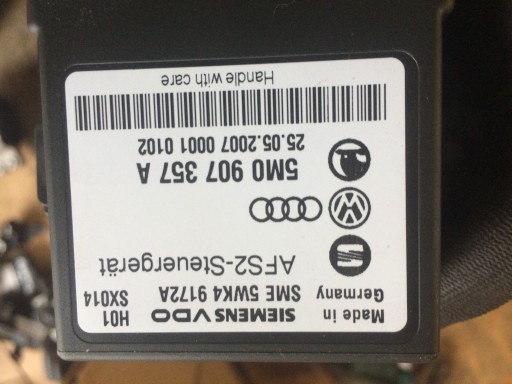 Made in Germany
SIEMENS VDO
H01
SME 5WK4 9172A
SX014
AFS2-Steuergerät
5M0 907 357 A
25.05.2007 0001 0102
Handle with care